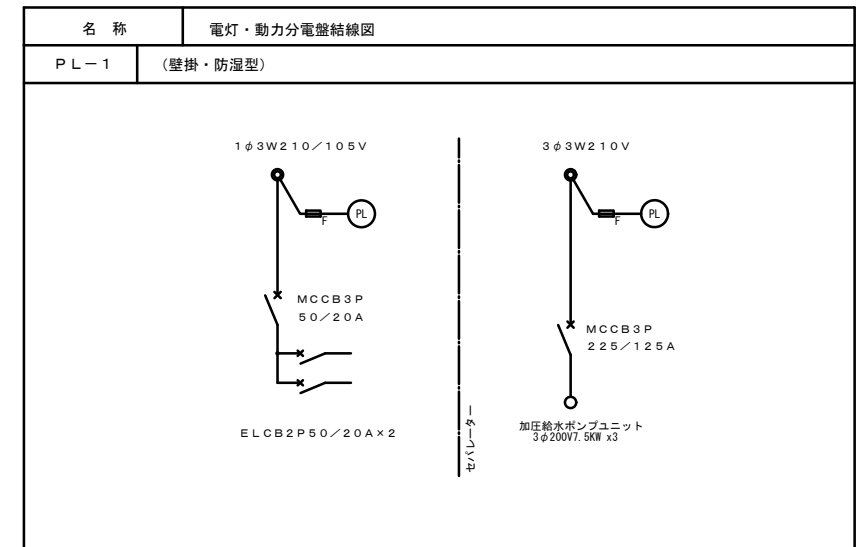 名 称
電灯・動力分電盤結線図
PL－1
(壁掛・防湿型)
1φ3W210／105V
3φ3W210V
F
PL
F
PL
MCCB3P
50／20A
MCCB3P
225／125A
ELCB2P50／20A×2
セパレーター
加圧給水ポンプユニット
3φ200V7.5KW x3